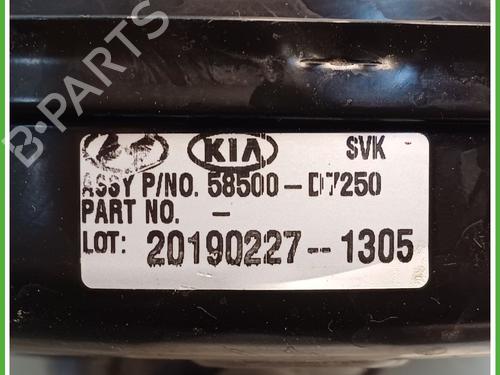 B-PARTS
KIA SVK
ASSY P/NO. 58500-D7250
PART NO. -
LOT: 20190227-1305